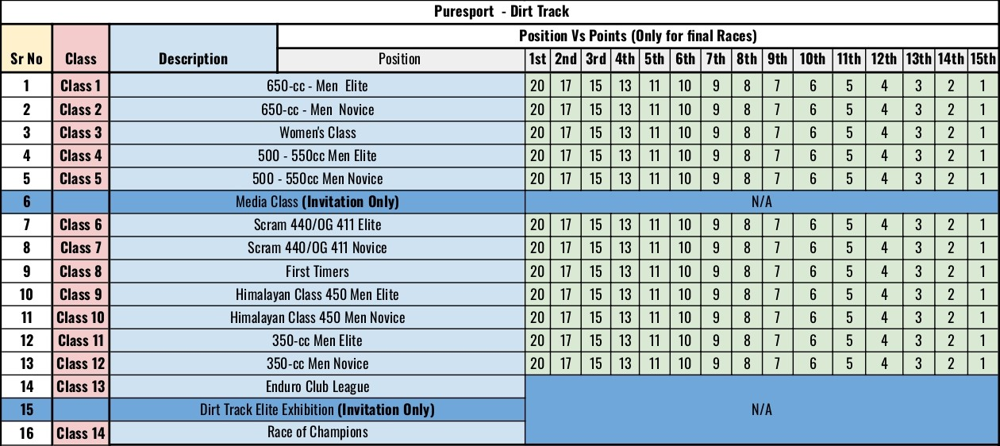 Puresport - Dirt Track
Position Vs Points (Only for final Races)
Sr No Class Description Position 1st 2nd 3rd 4th 5th 6th 7th 8th 9th 10th 11th 12th 13th 14th 15th
1 Class 1 650-cc - Men Elite 20 17 15 13 11 10 9 8 7 6 5 4 3 2 1
2 Class 2 650-cc - Men Novice 20 17 15 13 11 10 9 8 7 6 5 4 3 2 1
3 Class 3 Women's Class 20 17 15 13 11 10 9 8 7 6 5 4 3 2 1
4 Class 4 500 - 550cc Men Elite 20 17 15 13 11 10 9 8 7 6 5 4 3 2 1
5 Class 5 500 - 550cc Men Novice 20 17 15 13 11 10 9 8 7 6 5 4 3 2 1
6 Media Class (Invitation Only) N/A
7 Class 6 Scram 440/OG 411 Elite 20 17 15 13 11 10 9 8 7 6 5 4 3 2 1
8 Class 7 Scram 440/OG 411 Novice 20 17 15 13 11 10 9 8 7 6 5 4 3 2 1
9 Class 8 First Timers 20 17 15 13 11 10 9 8 7 6 5 4 3 2 1
10 Class 9 Himalayan Class 450 Men Elite 20 17 15 13 11 10 9 8 7 6 5 4 3 2 1
11 Class 10 Himalayan Class 450 Men Novice 20 17 15 13 11 10 9 8 7 6 5 4 3 2 1
12 Class 11 350-cc Men Elite 20 17 15 13 11 10 9 8 7 6 5 4 3 2 1
13 Class 12 350-cc Men Novice 20 17 15 13 11 10 9 8 7 6 5 4 3 2 1
14 Class 13 Enduro Club League
15 Dirt Track Elite Exhibition (Invitation Only) N/A
16 Class 14 Race of Champions